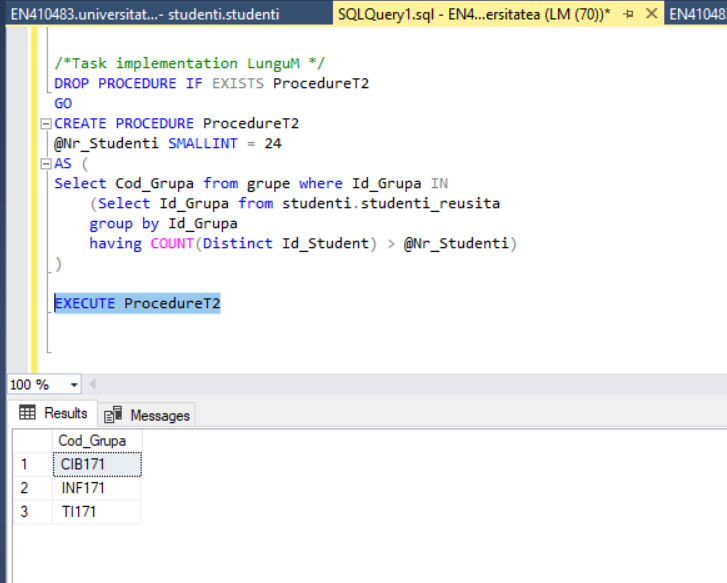 EN410483.universitat...- studenti.studenti
SQLQuery1.sql - EN4...ersitatea (LM (70))*
EN41048
/*Task implementation LunguM */
DROP PROCEDURE IF EXISTS ProcedureT2
GO
CREATE PROCEDURE ProcedureT2
@Nr_Studenti SMALLINT = 24
AS (
Select Cod_Grupa from grupe where Id_Grupa IN
(Select Id_Grupa from studenti.studenti_reusita
group by Id_Grupa
having COUNT(Distinct Id_Student) > @Nr_Studenti)
)
EXECUTE ProcedureT2
100 %
Results
Messages
Cod_Grupa
1 CIB171
2 INF171
3 TI171